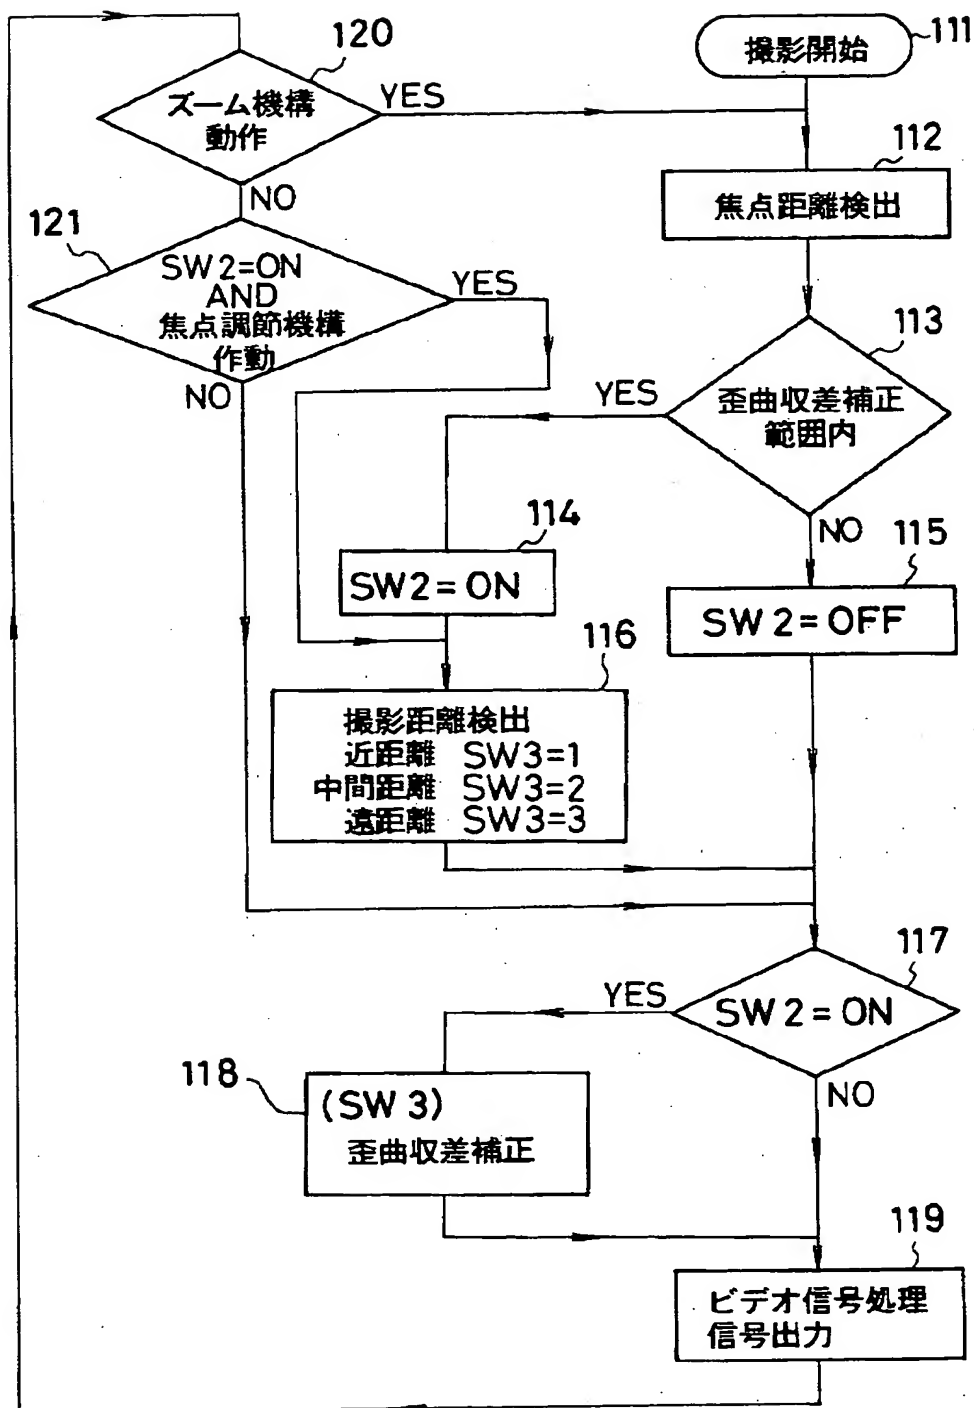 120
ズーム機構
動作
YES
NO
撮影開始
111
112
焦点距離検出
121
SW2=ON
AND
焦点調節機構
作動
YES
NO
113
歪曲収差補正
範囲内
YES
NO
114
SW2=ON
115
SW2=OFF
116
撮影距離検出
近距離 SW3=1
中間距離 SW3=2
遠距離 SW3=3
117
SW2=ON
YES
NO
118
(SW3)
歪曲収差補正
119
ビデオ信号処理
信号出力